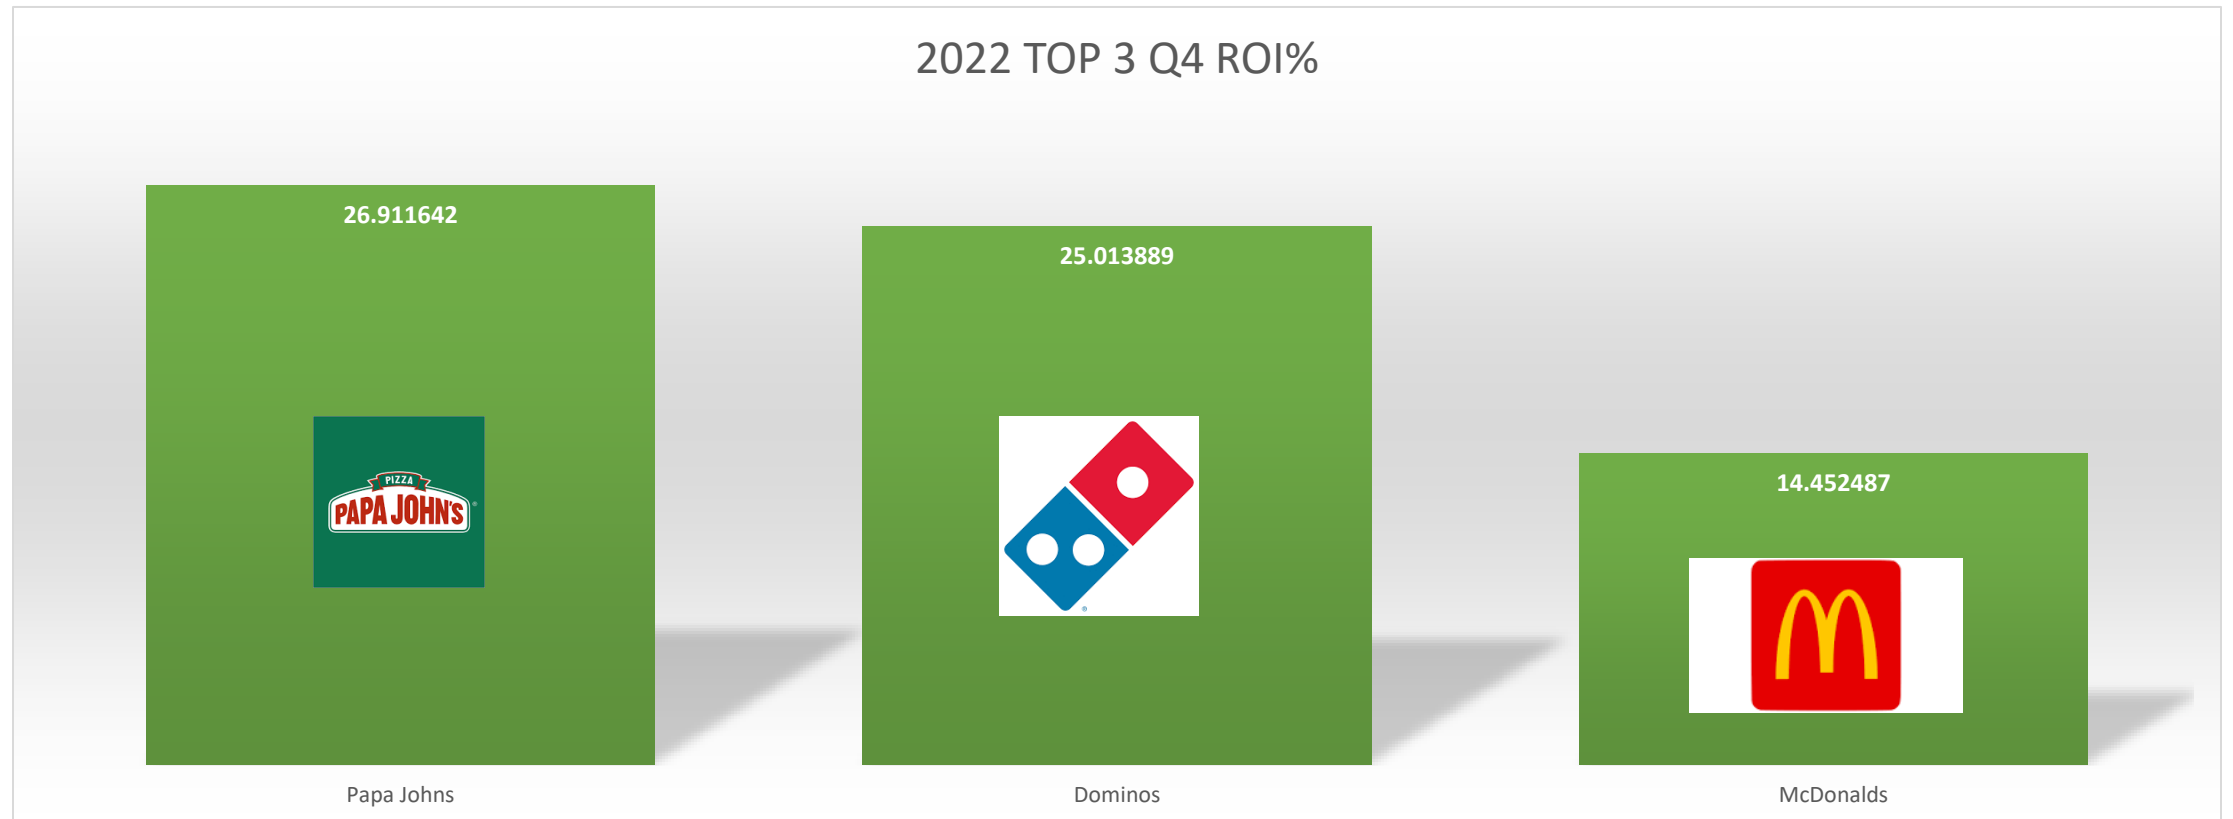 2022 TOP 3 Q4 ROI%
26.911642
25.013889
14.452487
PIZZA
PAPA JOHN'S
®
®
Papa Johns
Dominos
McDonalds